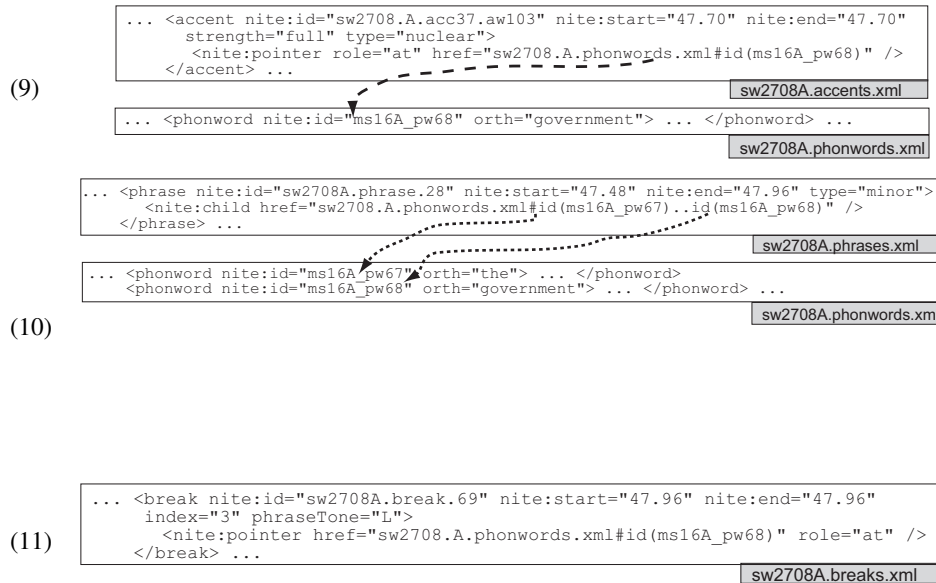 ... <accent nite:id="sw2708.A.acc37.aw103" nite:start="47.70" nite:end="47.70"
strength="full" type="nuclear">
<nite:pointer role="at" href="sw2708.A.phonwords.xml#id(ms16A_pw68)" />
</accent> ...
(9)
sw2708A.accents.xml
... <phonword nite:id="ms16A_pw68" orth="government"> ... </phonword> ...
sw2708A.phonwords.xml
... <phrase nite:id="sw2708A.phrase.28" nite:start="47.48" nite:end="47.96" type="minor">
<nite:child href="sw2708.A.phonwords.xml#id(ms16A_pw67)..id(ms16A_pw68)" />
</phrase> ...
sw2708A.phrases.xml
... <phonword nite:id="ms16A_pw67" orth="the"> ... </phonword>
<phonword nite:id="ms16A_pw68" orth="government"> ... </phonword> ...
sw2708A.phonwords.xm
(10)
... <break nite:id="sw2708A.break.69" nite:start="47.96" nite:end="47.96"
index="3" phraseTone="L">
<nite:pointer href="sw2708.A.phonwords.xml#id(ms16A_pw68)" role="at" />
</break> ...
(11)
sw2708A.breaks.xml